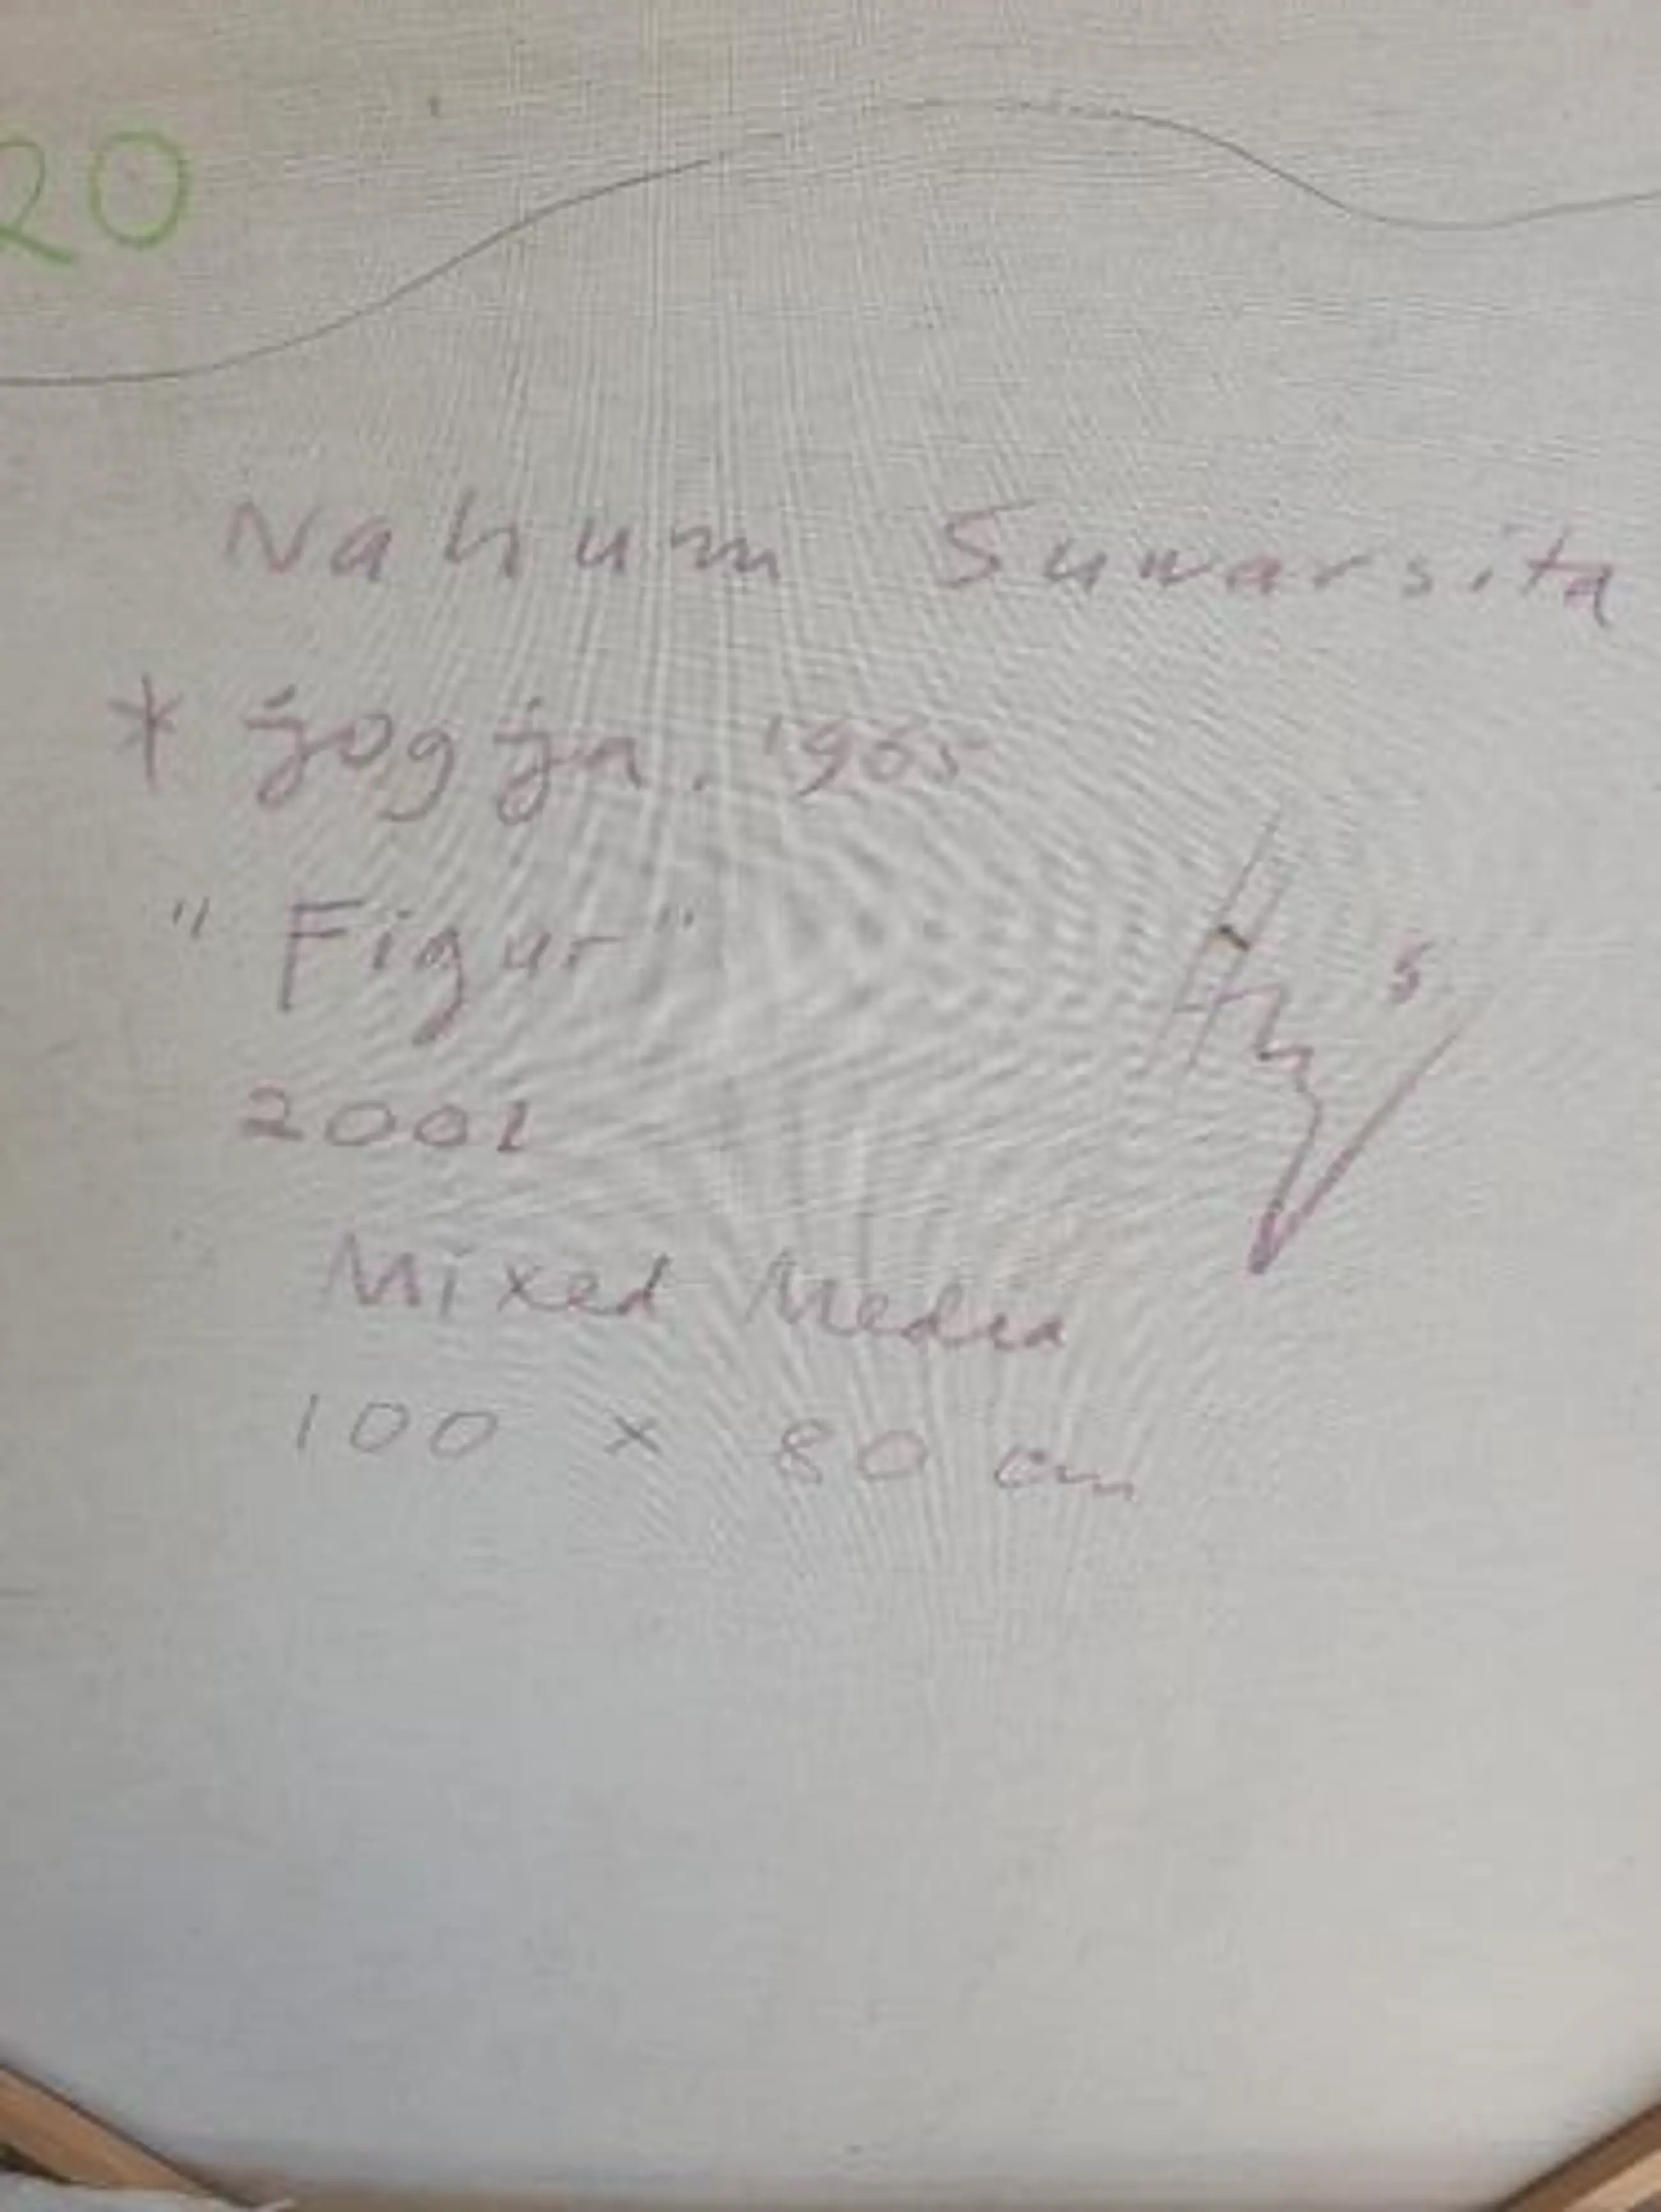 20
Nahum Suwarsita
* jogja. 1965
"Figur"
2001
Mixed Media
100 x 80 cm